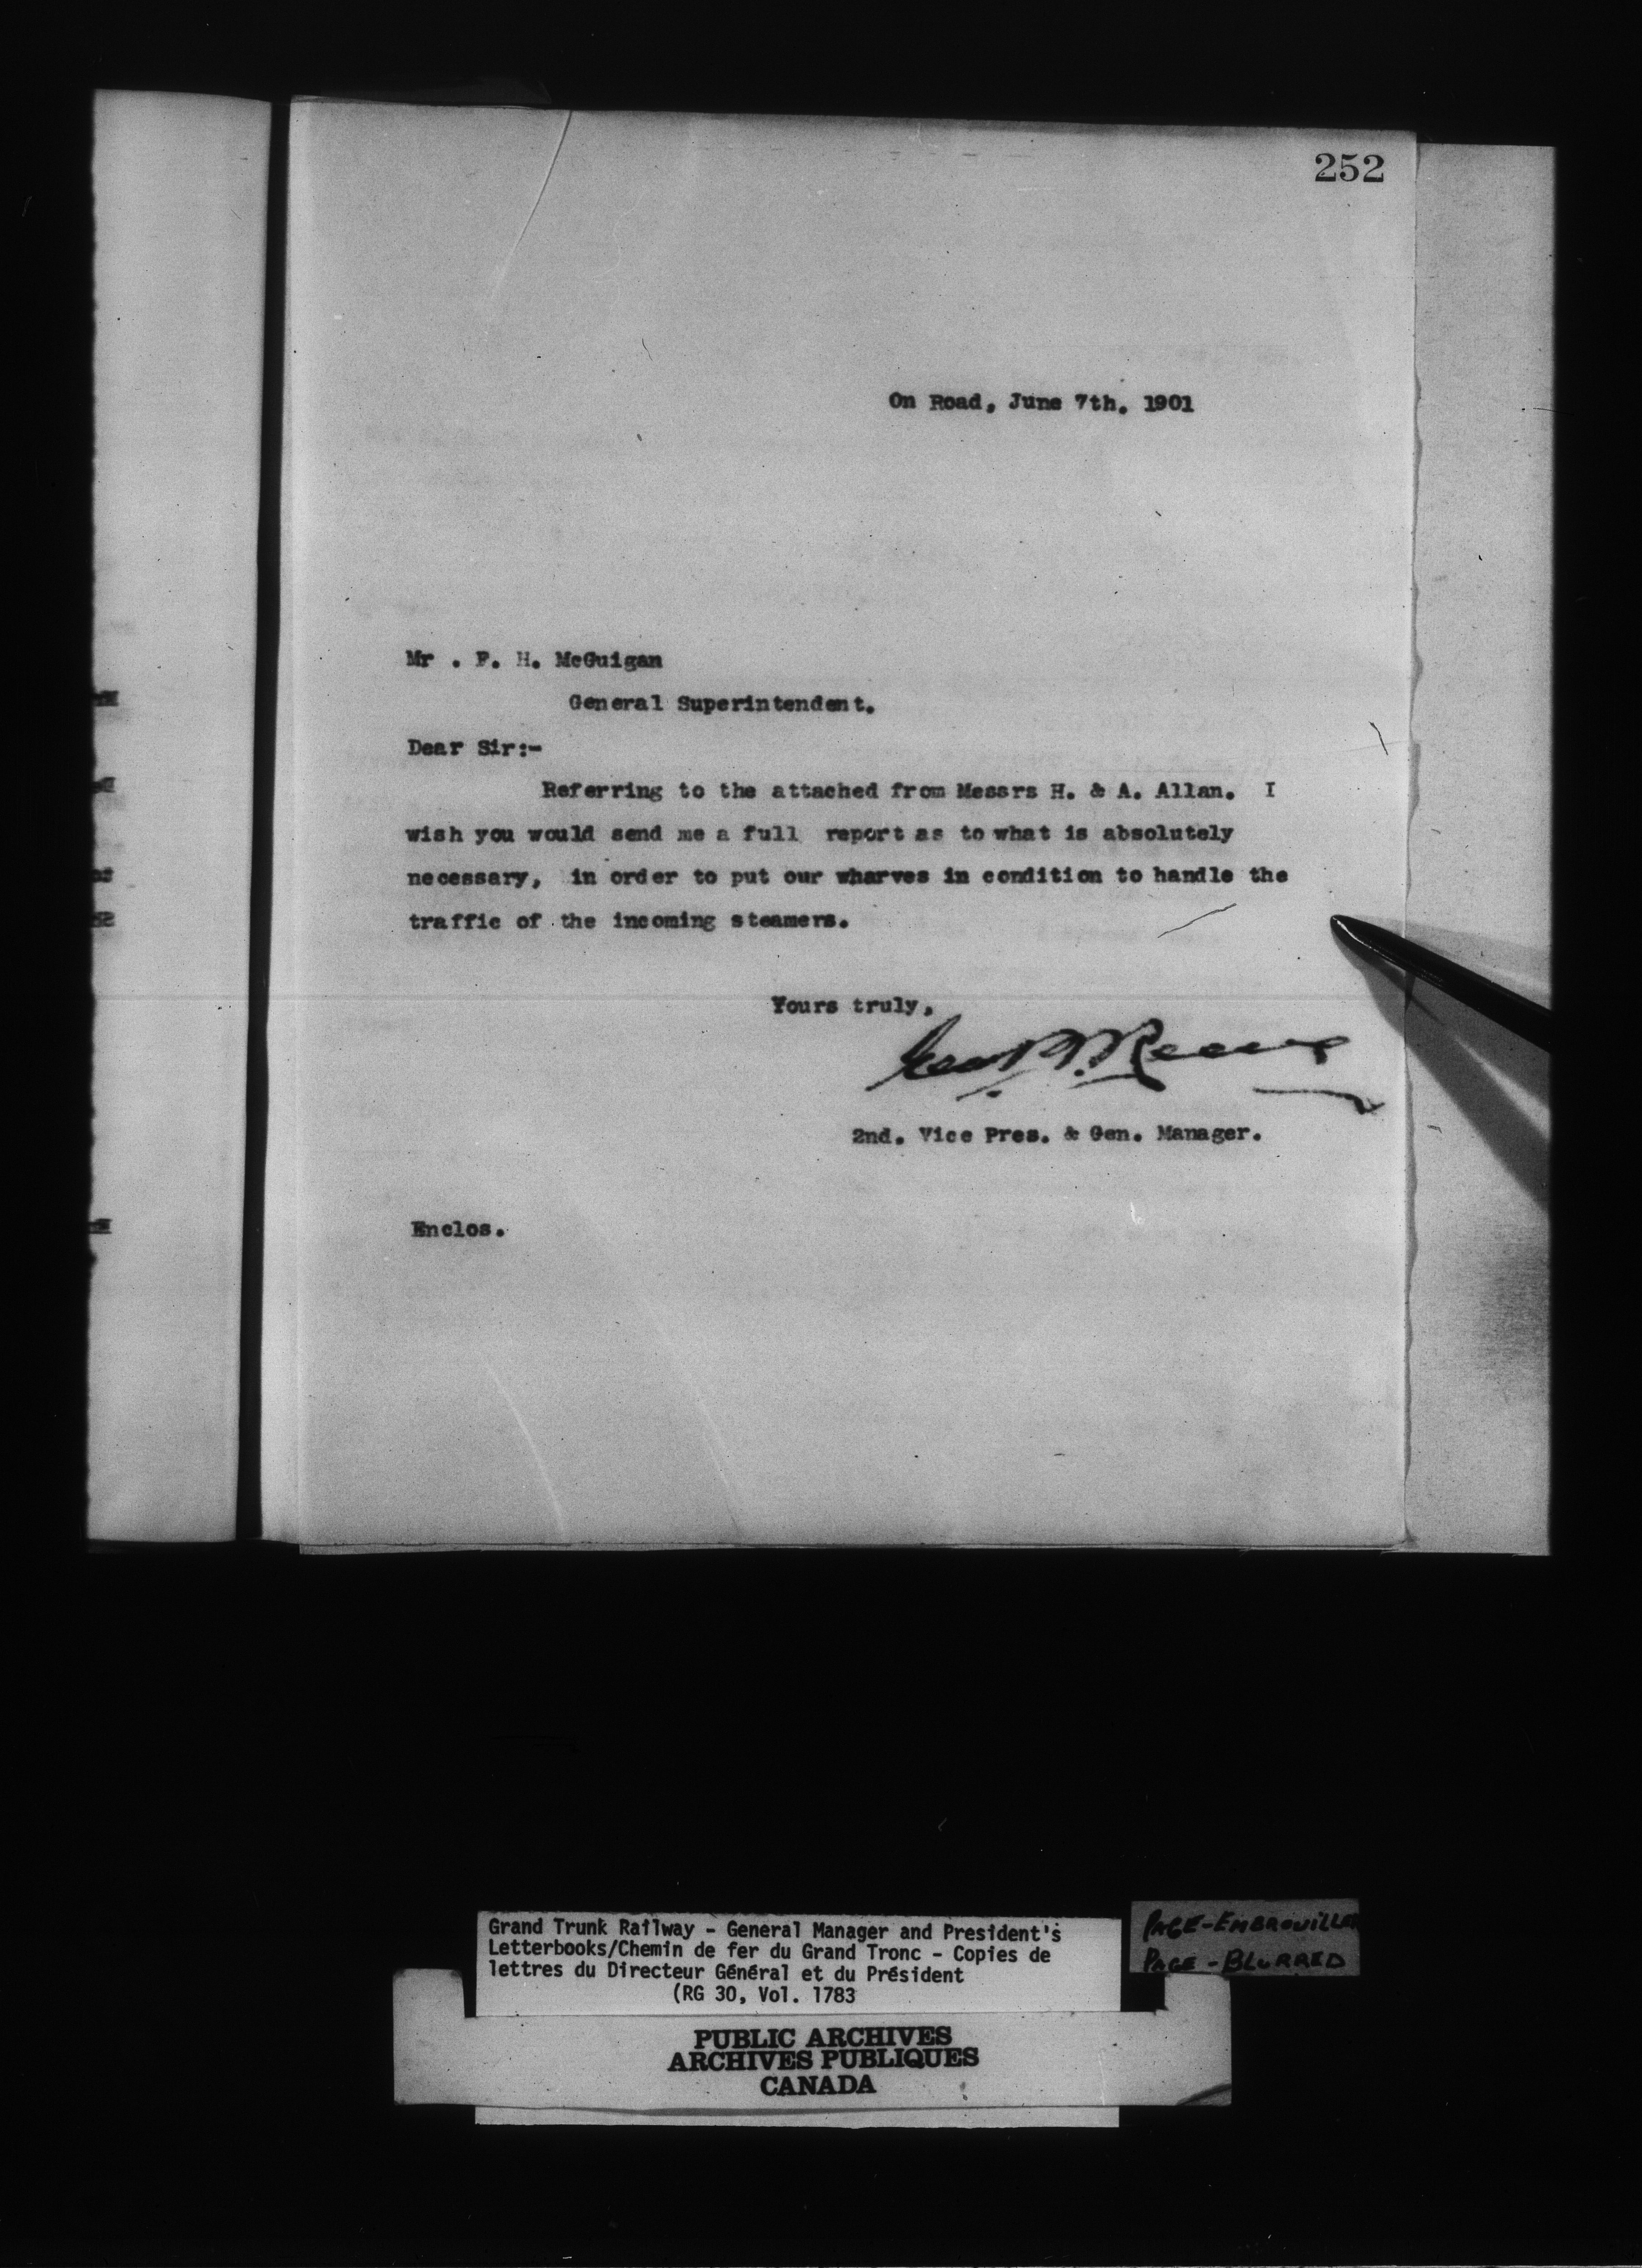 252
On Road, June 7th. 1901
Mr . F. H. McGuigan
General Superintendent.
Dear Sir:-
Referring to the attached from Messrs H. & A. Allan. I
wish you would send me a full report as to what is absolutely
necessary, in order to put our wharves in condition to handle the
traffic of the incoming steamers.
Yours truly,
Geo B. Reeve
2nd. Vice Pres. & Gen. Manager.
Enclos.
Grand Trunk Railway - General Manager and President's
Letterbooks/Chemin de fer du Grand Tronc - Copies de
lettres du Directeur Général et du Président
(RG 30, Vol. 1783
PAGE-EMBROUILLER
PAGE-BLURRED
PUBLIC ARCHIVES
ARCHIVES PUBLIQUES
CANADA